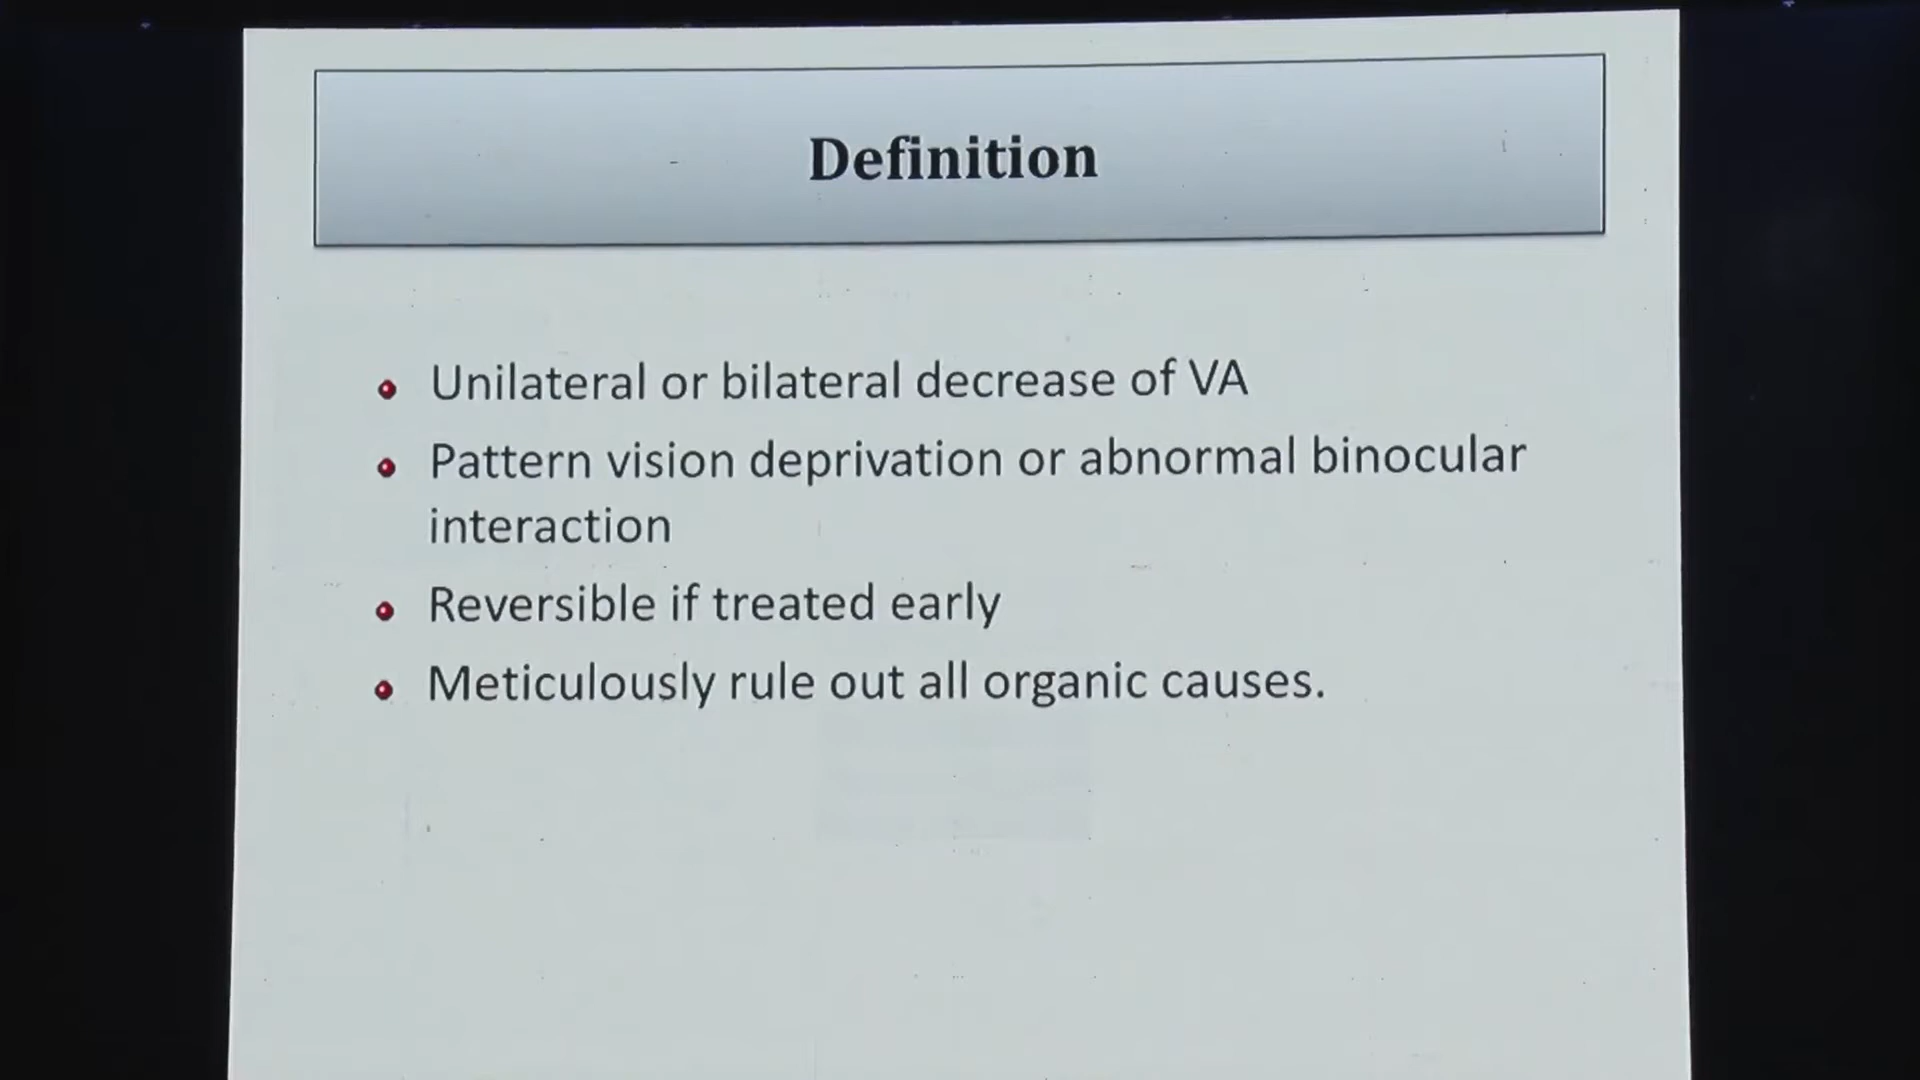 Definition
Unilateral or bilateral decrease of VA
Pattern vision deprivation or abnormal binocular
interaction
Reversible if treated early
Meticulously rule out all organic causes.